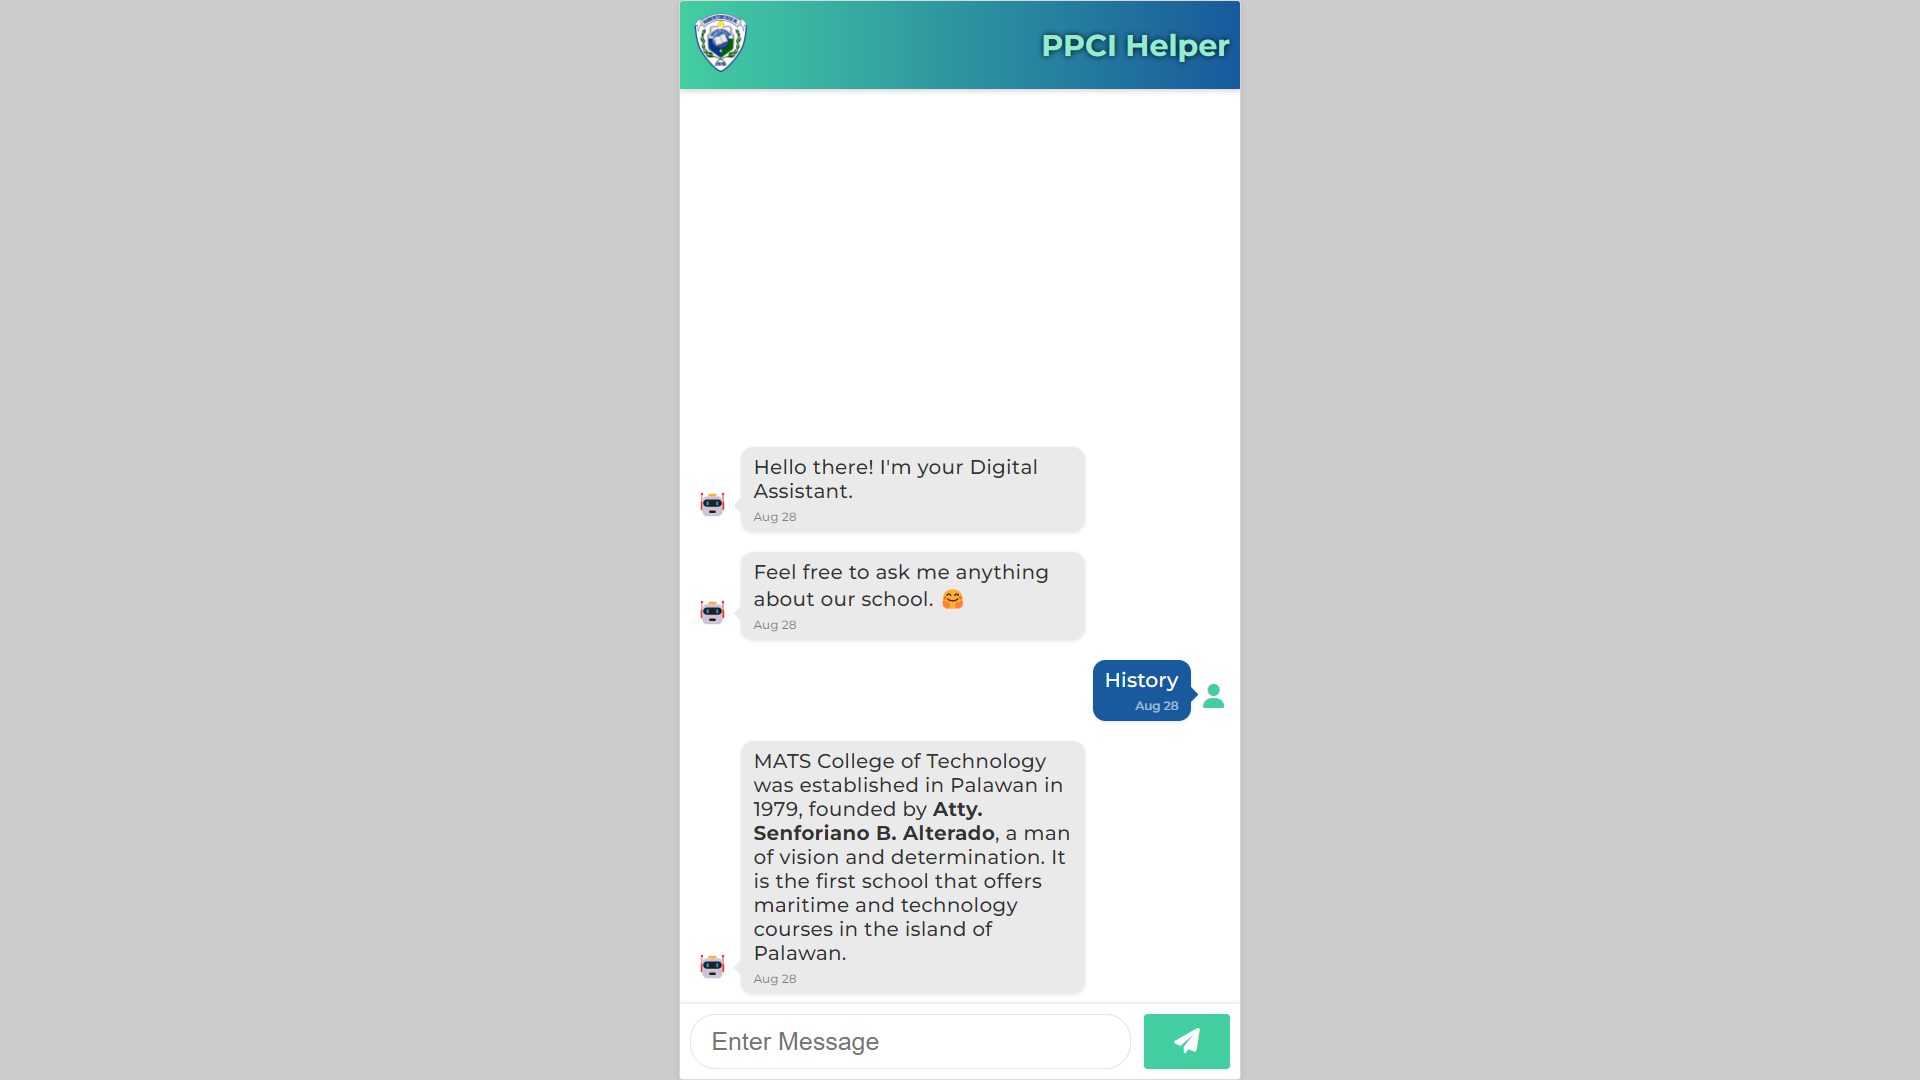 PPCI Helper
Hello there! I'm your Digital
Assistant.
Aug 28
Feel free to ask me anything
about our school. 🤗
Aug 28
History
Aug 28
MATS College of Technology
was established in Palawan in
1979, founded by Atty.
Senforiano B. Alterado, a man
of vision and determination. It
is the first school that offers
maritime and technology
courses in the island of
Palawan.
Aug 28
Enter Message